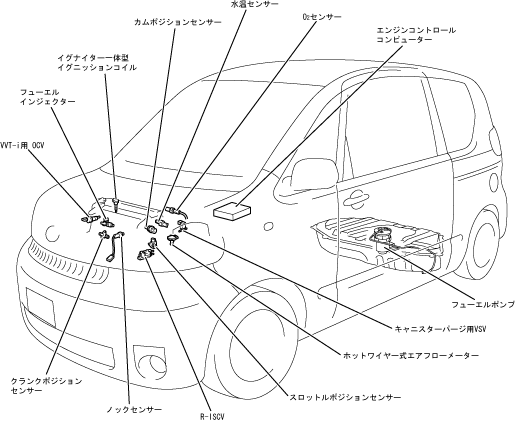 水温センサー
カムポジションセンサー
O2センサー
エンジンコントロール
コンピューター
イグナイター一体型
イグニッションコイル
フューエル
インジェクター
VVT-i用 OCV
フューエルポンプ
キャニスターパージ用VSV
ホットワイヤー式エアフローメーター
クランクポジション
センサー
スロットルポジションセンサー
ノックセンサー
R-ISCV